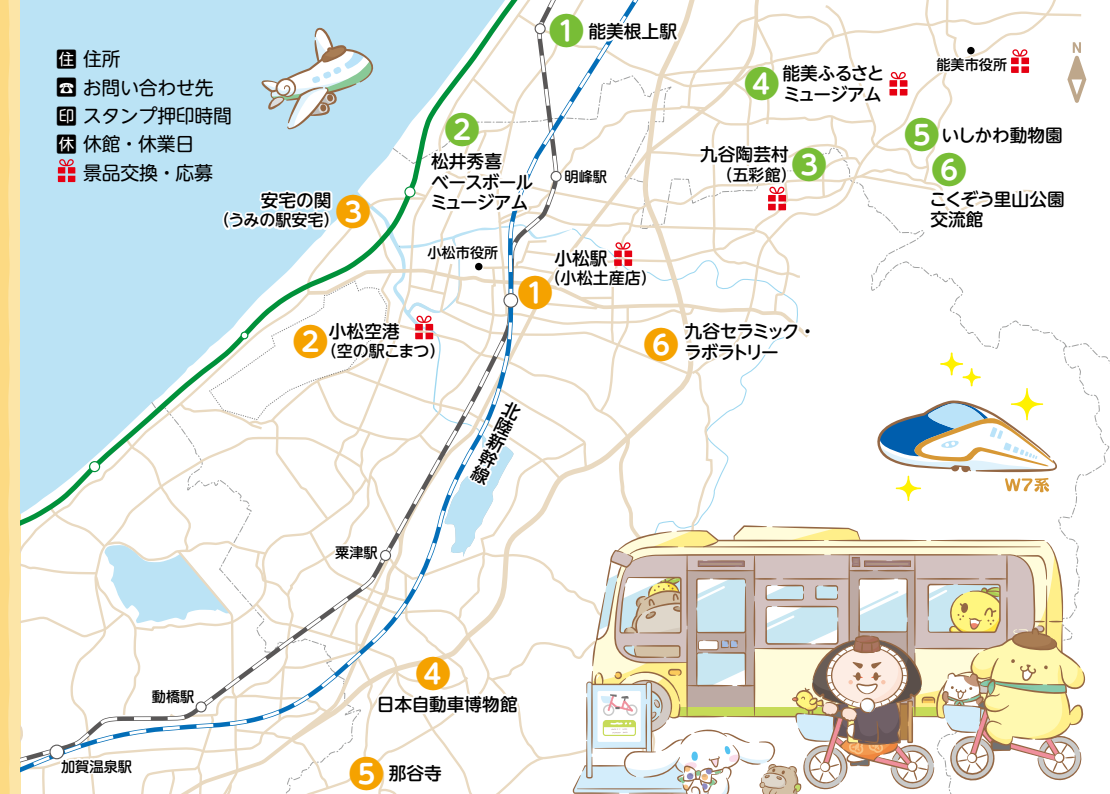 住 住所
☎ お問い合わせ先
印 スタンプ押印時間
休 休館・休業日
景品交換・応募
1 能美根上駅
能美市役所
N
4 能美ふるさと
ミュージアム
2
松井秀喜
ベースボール
ミュージアム
明峰駅
九谷陶芸村
(五彩館)
3
5 いしかわ動物園
6
こくぞう里山公園
交流館
安宅の関
(うみの駅安宅)
3
小松市役所
小松駅
(小松土産店)
1
2 小松空港
(空の駅こまつ)
6 九谷セラミック・
ラボラトリー
北陸新幹線
W7系
粟津駅
動橋駅
加賀温泉駅
4
日本自動車博物館
5 那谷寺